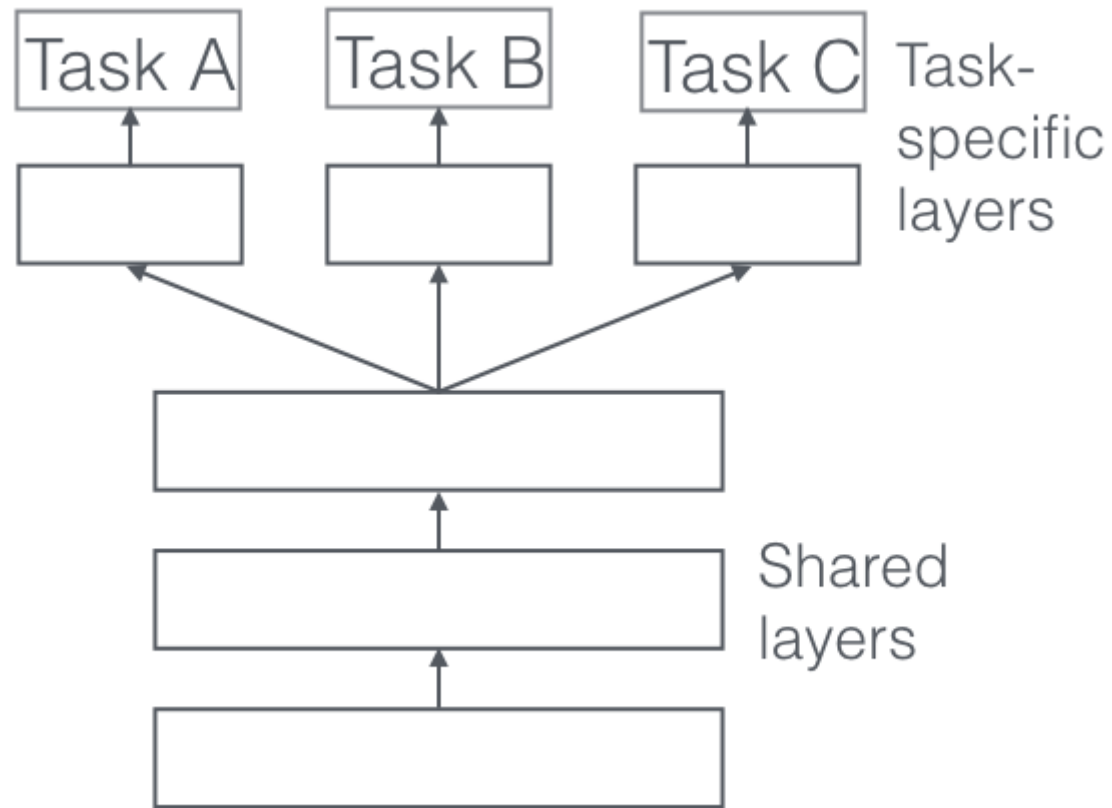 Task A
Task B
Task C
Task-
specific
layers
Shared
layers